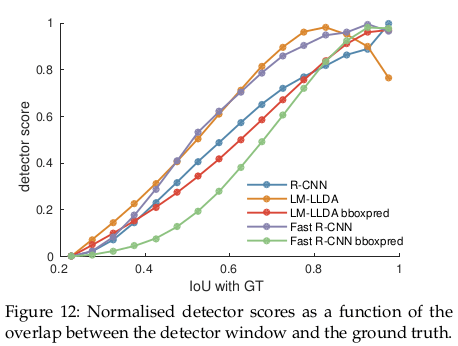 1
0.8
0.6
0.4
0.2
0
detector score
R-CNN
LM-LLDA
LM-LLDA bboxpred
Fast R-CNN
Fast R-CNN bboxpred
0.2
0.4
0.6
0.8
1
IoU with GT
Figure 12: Normalised detector scores as a function of the
overlap between the detector window and the ground truth.